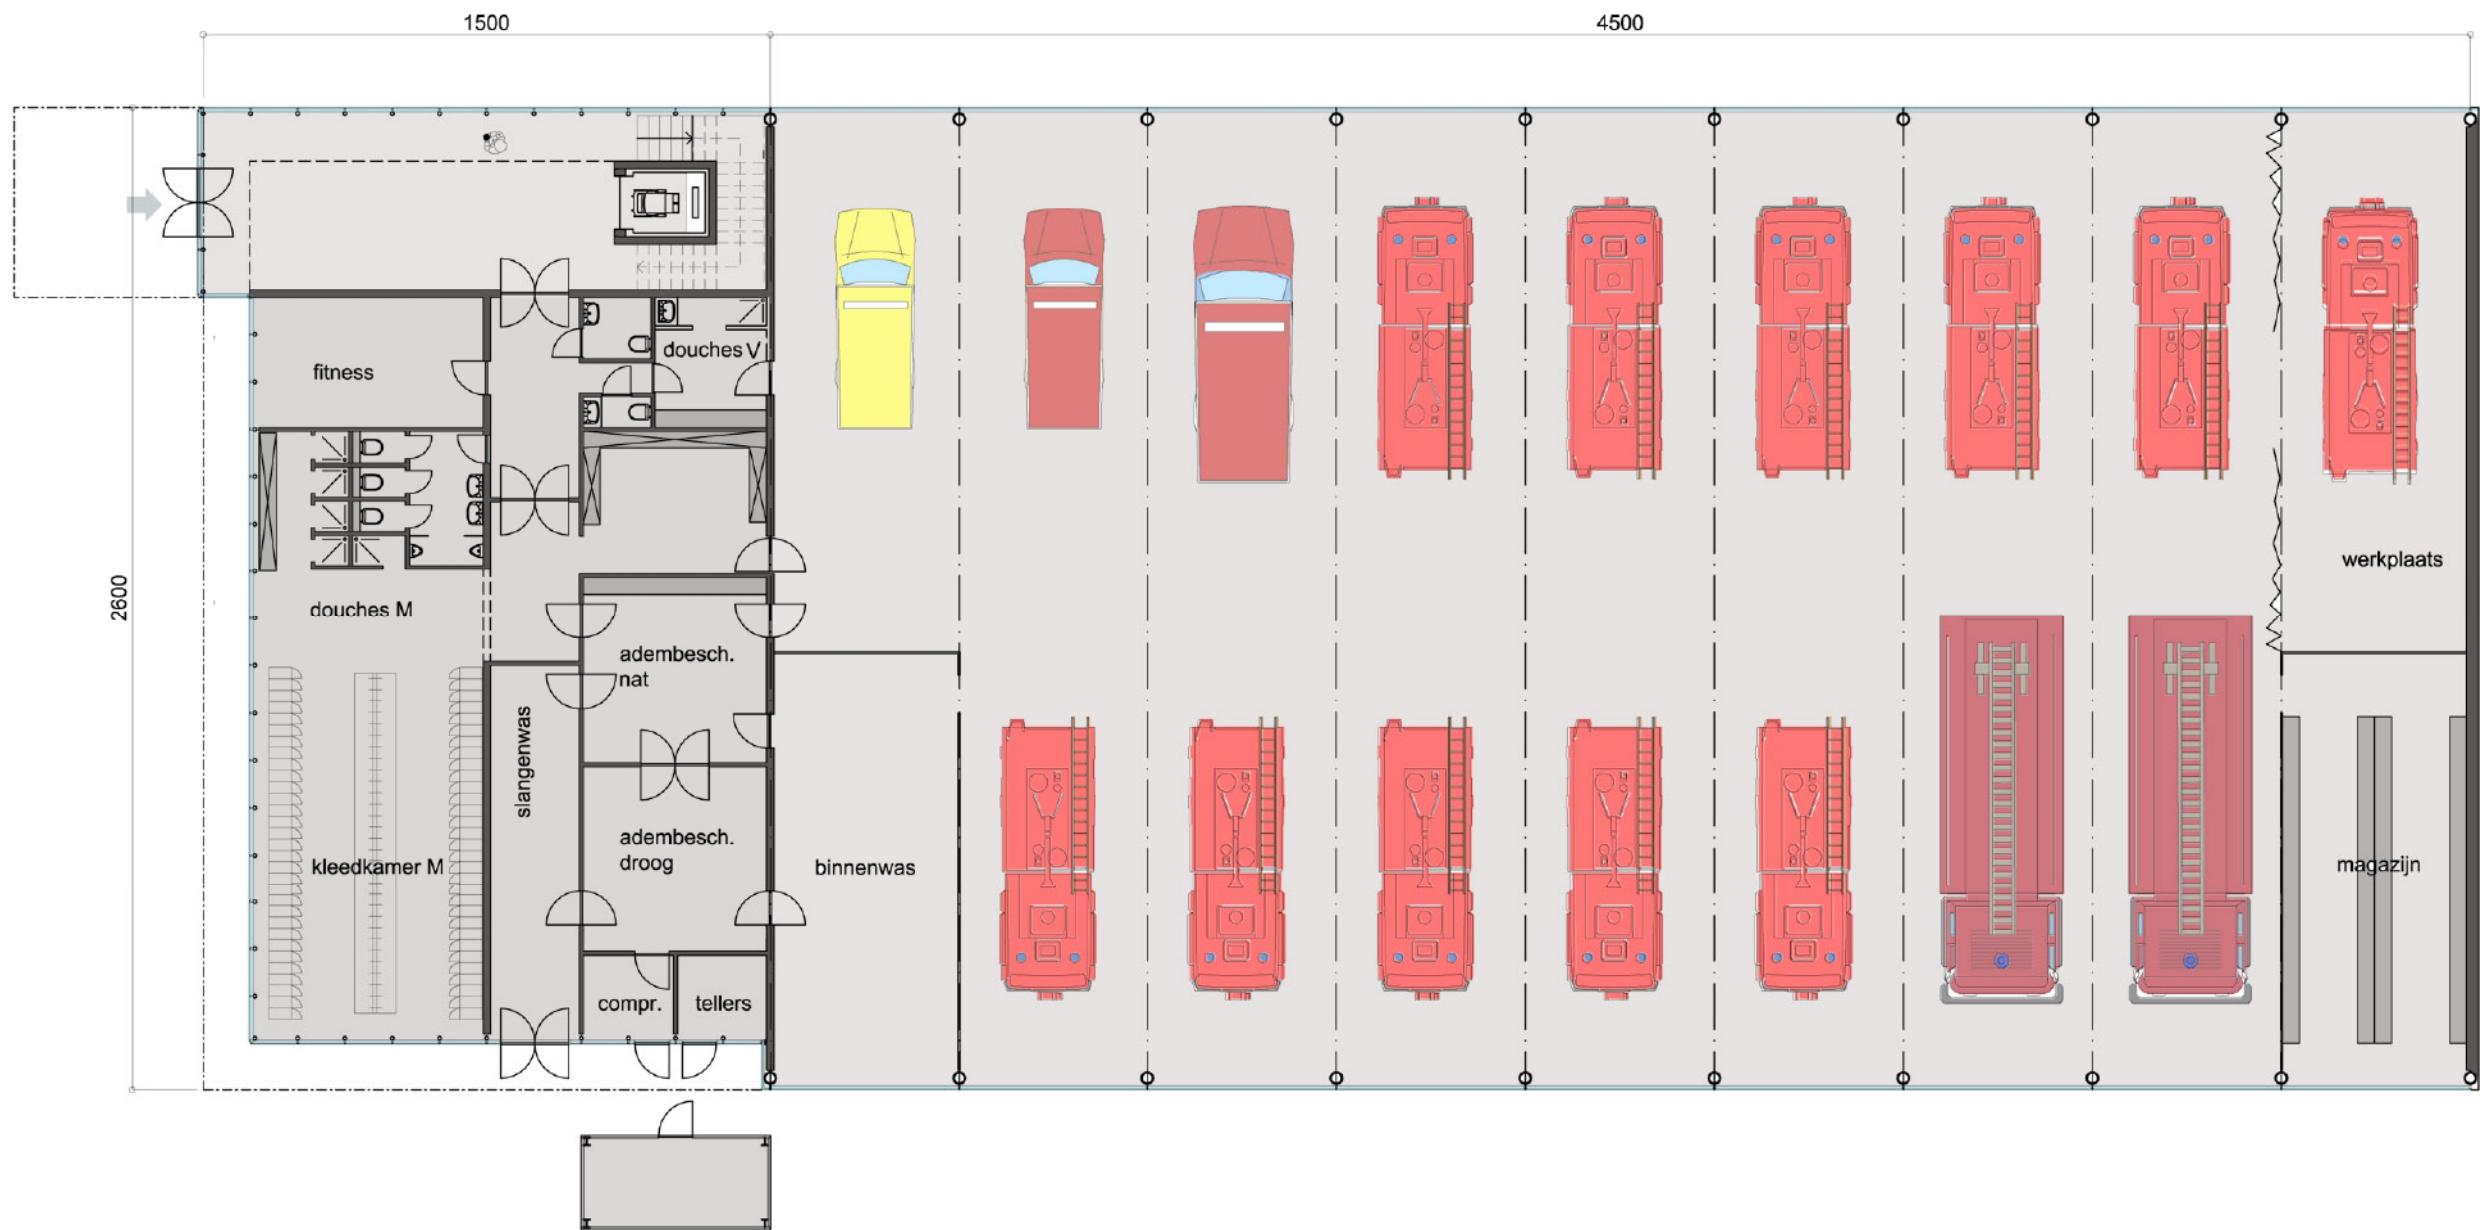 1500
4500
douches V
fitness
werkplaats
2600
douches M
adembesch.
nat
slangenwas
adembesch.
droog
kleedkamer M
binnenwas
magazijn
compr.
tellers